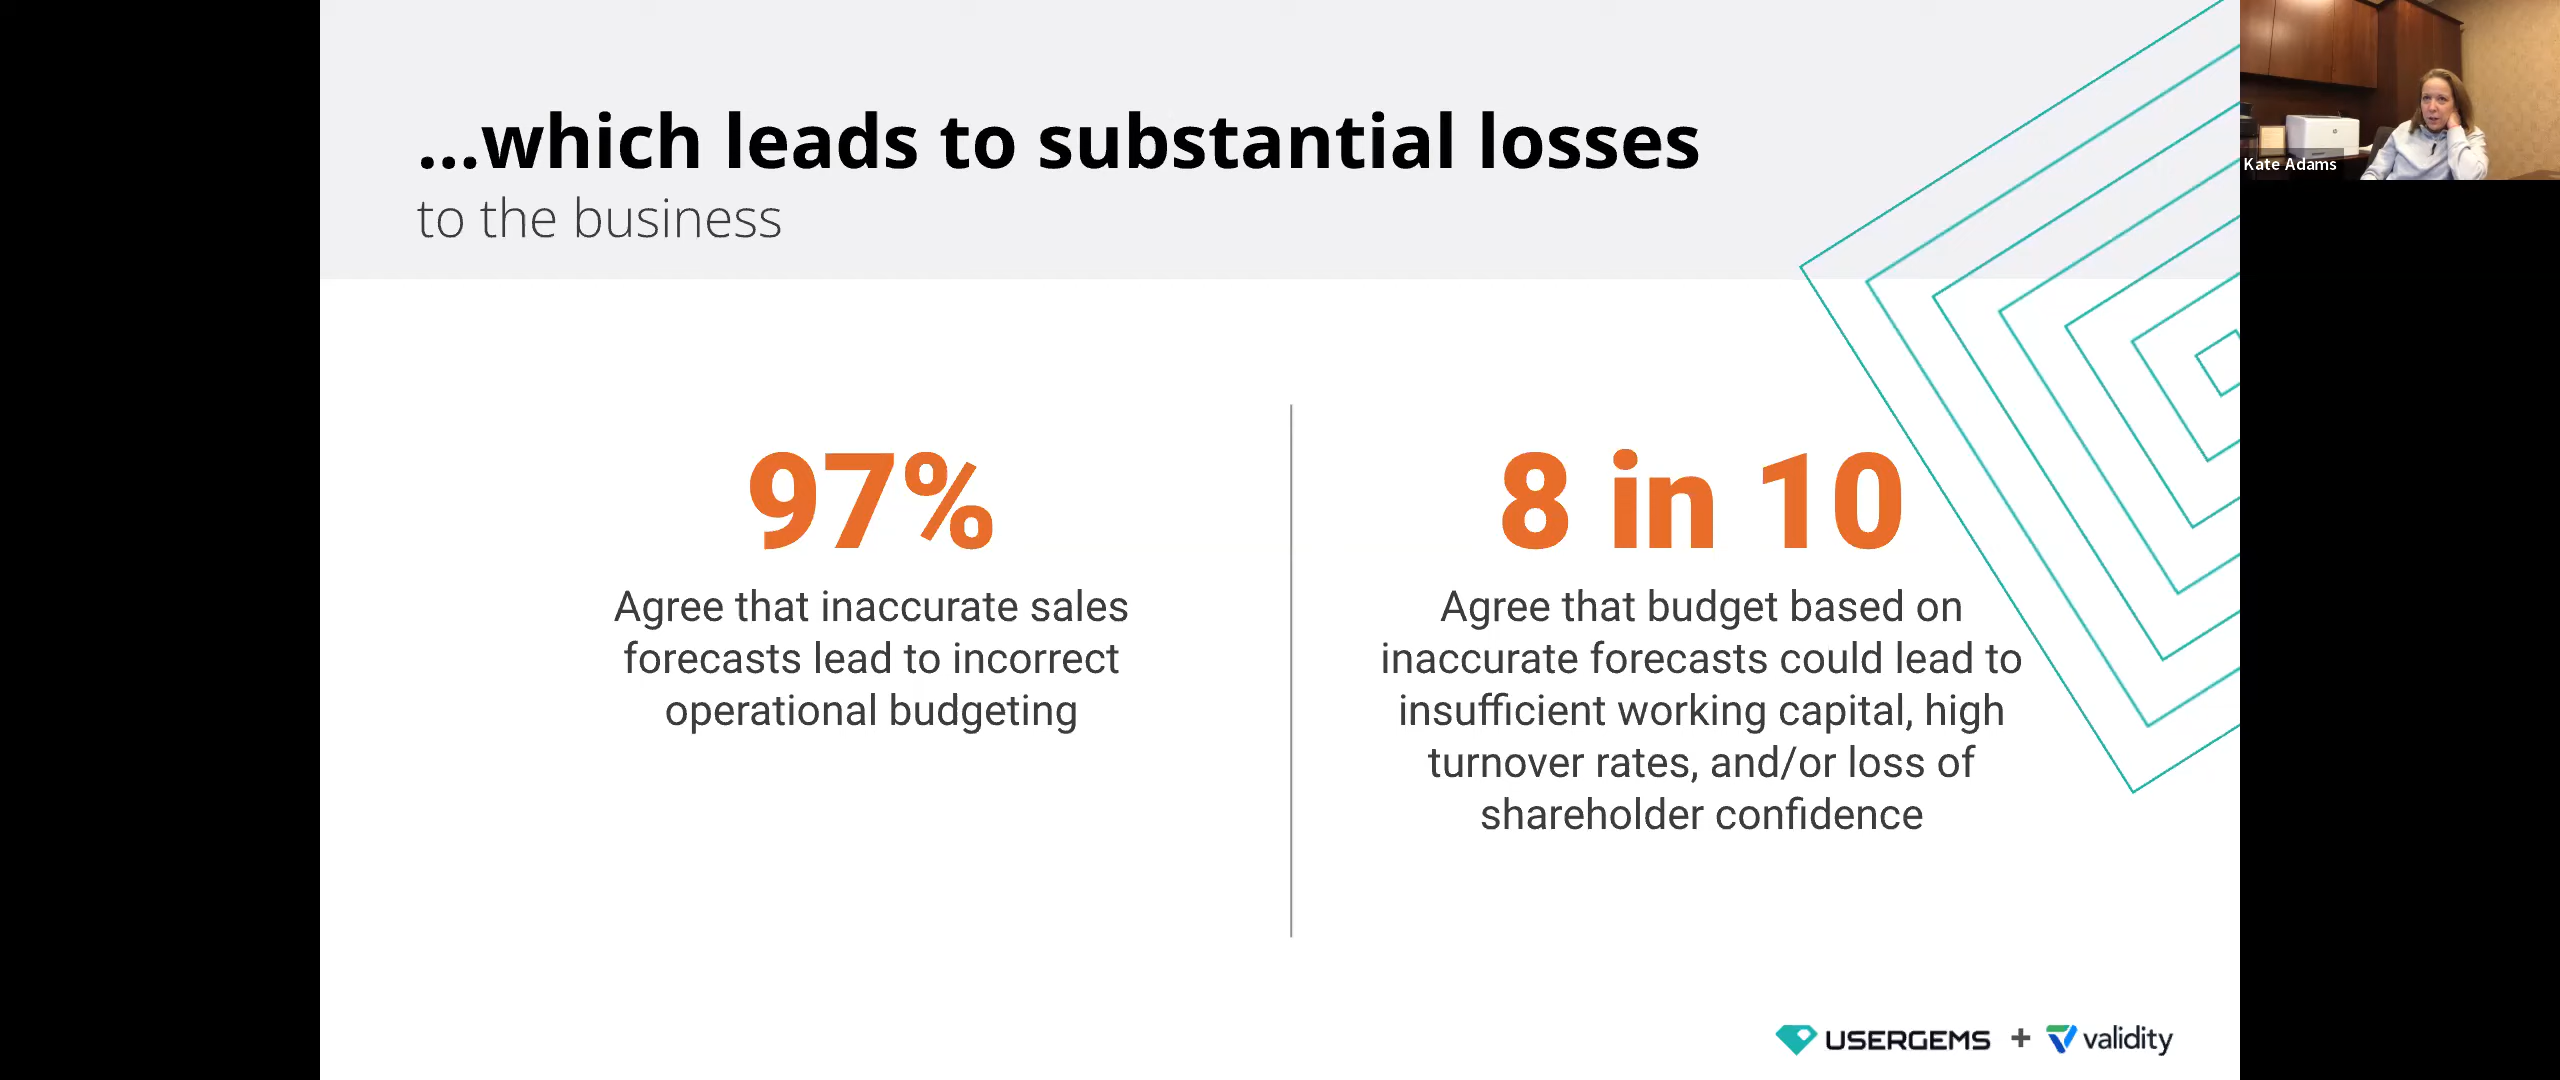 ...which leads to substantial losses
to the business
97%
Agree that inaccurate sales
forecasts lead to incorrect
operational budgeting
8 in 10
Agree that budget based on
inaccurate forecasts could lead to
insufficient working capital, high
turnover rates, and/or loss of
shareholder confidence
USERGEMS + validity
Kate Adams